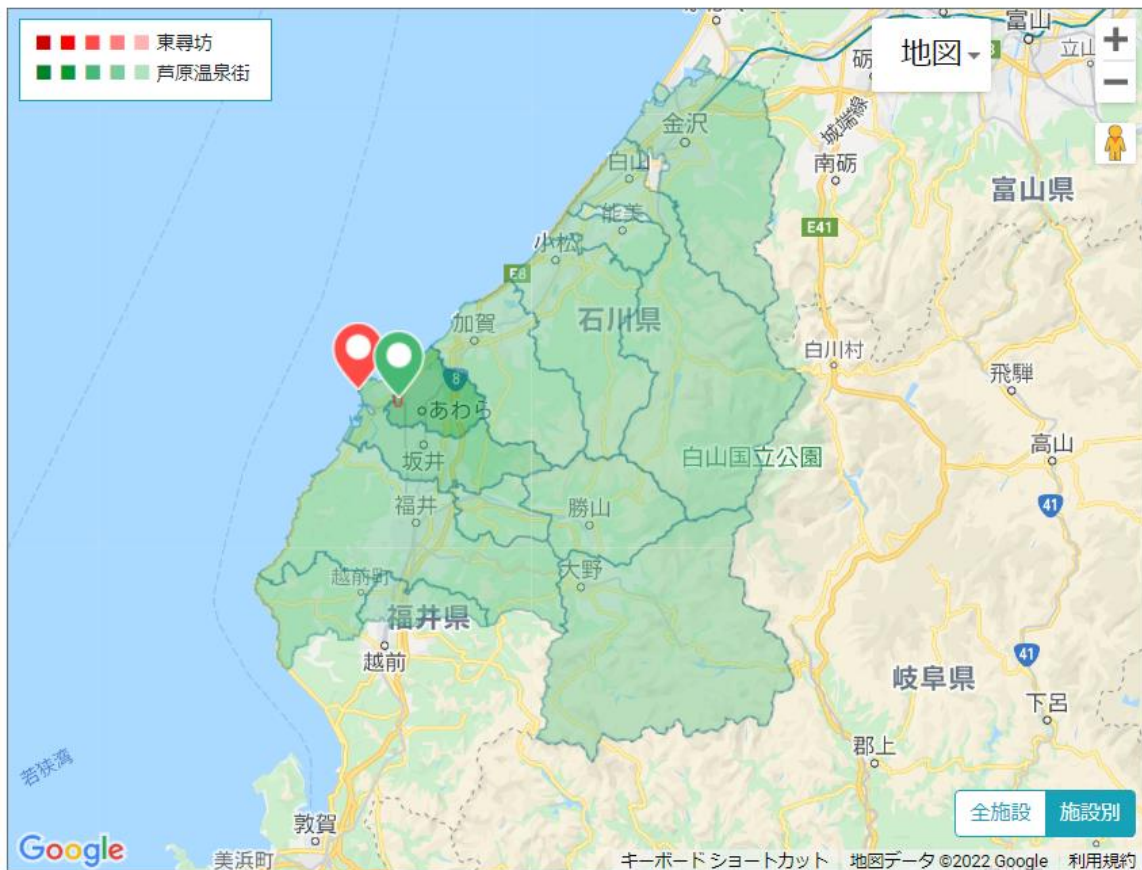 東尋坊
芦原温泉街
地図
富山
立山
砺
金沢
城端線
白山
南砺
富山県
能美
E41
小松
E8
石川県
加賀
白川村
飛騨
8
あわら
高山
坂井
白山国立公園
41
福井
勝山
越前町
大野
福井県
越前
41
岐阜県
下呂
郡上
若狭湾
敦賀
全施設
施設別
Google
美浜町
キーボード ショートカット
地図データ ©2022 Google
利用規約